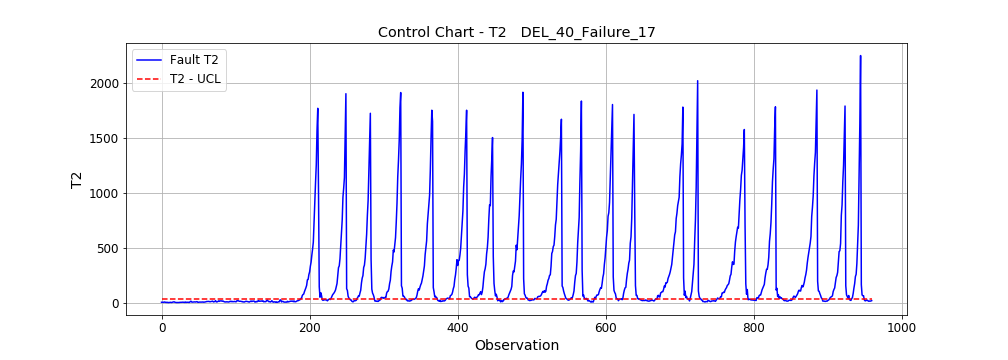 Control Chart - T2   DEL_40_Failure_17
Fault T2
T2 - UCL
2000
1500
1000
500
0
T2
0 200 400 600 800 1000
Observation